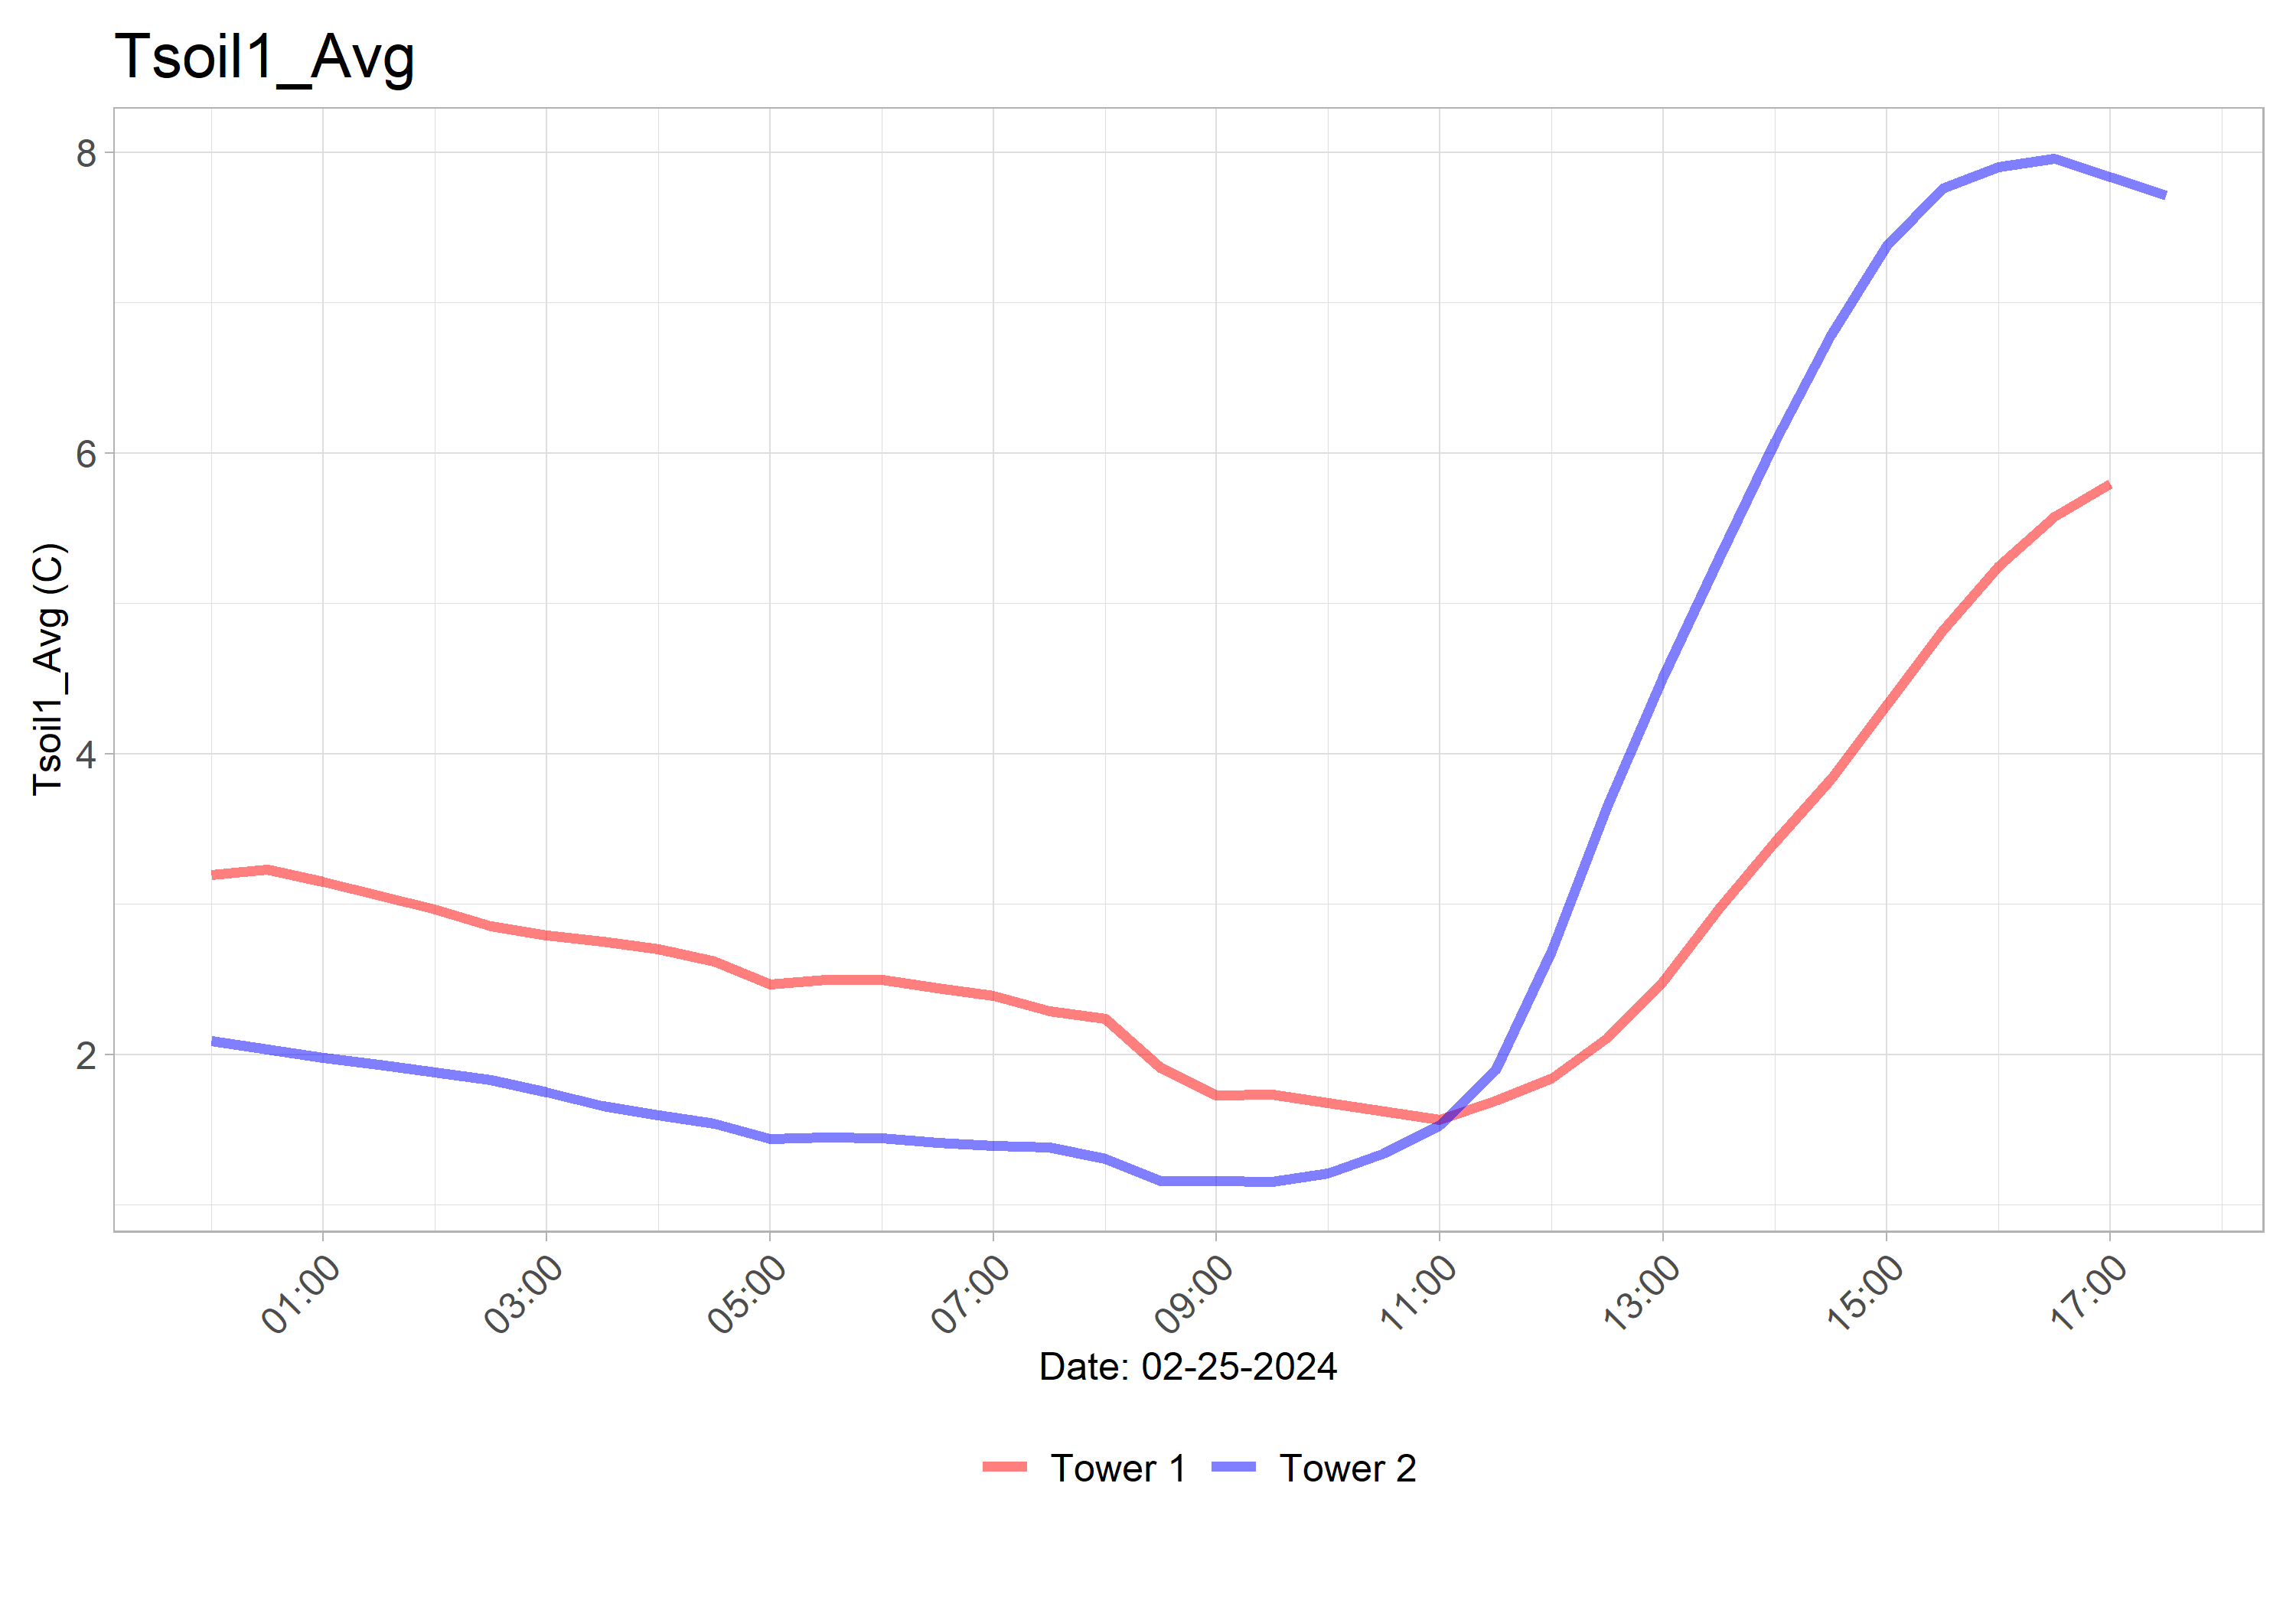 Tsoil1_Avg
8
6
4
2
Tsoil1_Avg (C)
01:00 03:00 05:00 07:00 09:00 11:00 13:00 15:00 17:00
Date: 02-25-2024
Tower 1 Tower 2